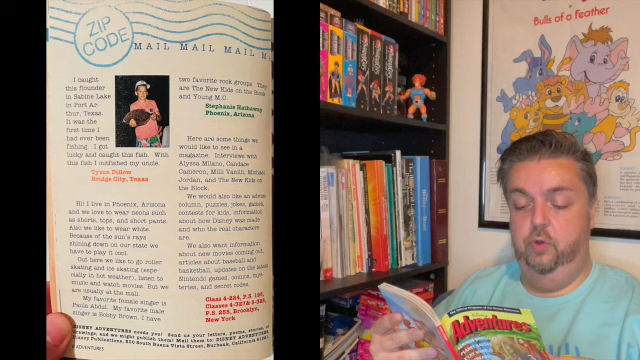 ZIP
CODE
MAIL MAIL MAIL M
I caught
this flounder
in Sabine Lake
in Port Ar-
thur, Texas.
It was the
first time I
had ever been
fishing. I got
lucky and caught this fish. With
this fish I outfished my uncle.
Tyson Dillow
Bridge City, Texas
Hi! I live in Phoenix, Arizona
and we love to wear neons such
as shorts, tops, and short pants.
Also we like to wear white.
Because of the sun's rays
shining down on our state we
have to play it cool.
Out here we like to go roller
skating and ice skating (espe-
cially in hot weather), listen to
music and watch movies. But we
are usually at the mall.
My favorite female singer is
Paula Abdul. My favorite male
singer is Bobby Brown. I have
two favorite rock groups. They
are The New Kids on the Block
and Young M.C.
Stephanie Hathaway
Phoenix, Arizona
Here are some things we
would like to see in a
magazine. Interviews with
Alyssa Milano, Candace
Cameron, Milli Vanilli, Michael
Jordan, and The New Kids on
the Block.
We would also like an advice
column, puzzles, jokes, games,
contests for kids, information
about how Disney was made
and who the real characters
are.
We also want information
about new movies coming out,
articles about baseball and
basketball, updates on the latest
Nintendo games, comics, mys-
teries, and secret codes.
Class 4-224, P.S. 195,
Classes 4-327 & 5-325,
P.S. 255, Brooklyn,
New York
DISNEY ADVENTURES needs you! Send us your letters, poems, stories, or
drawings, and we might publish them! Mail them to: DISNEY ADVENTURES,
Disney Publications, 500 South Buena Vista Street, Burbank, California
ADVENTURES
Bulls of a Feather
Adventures